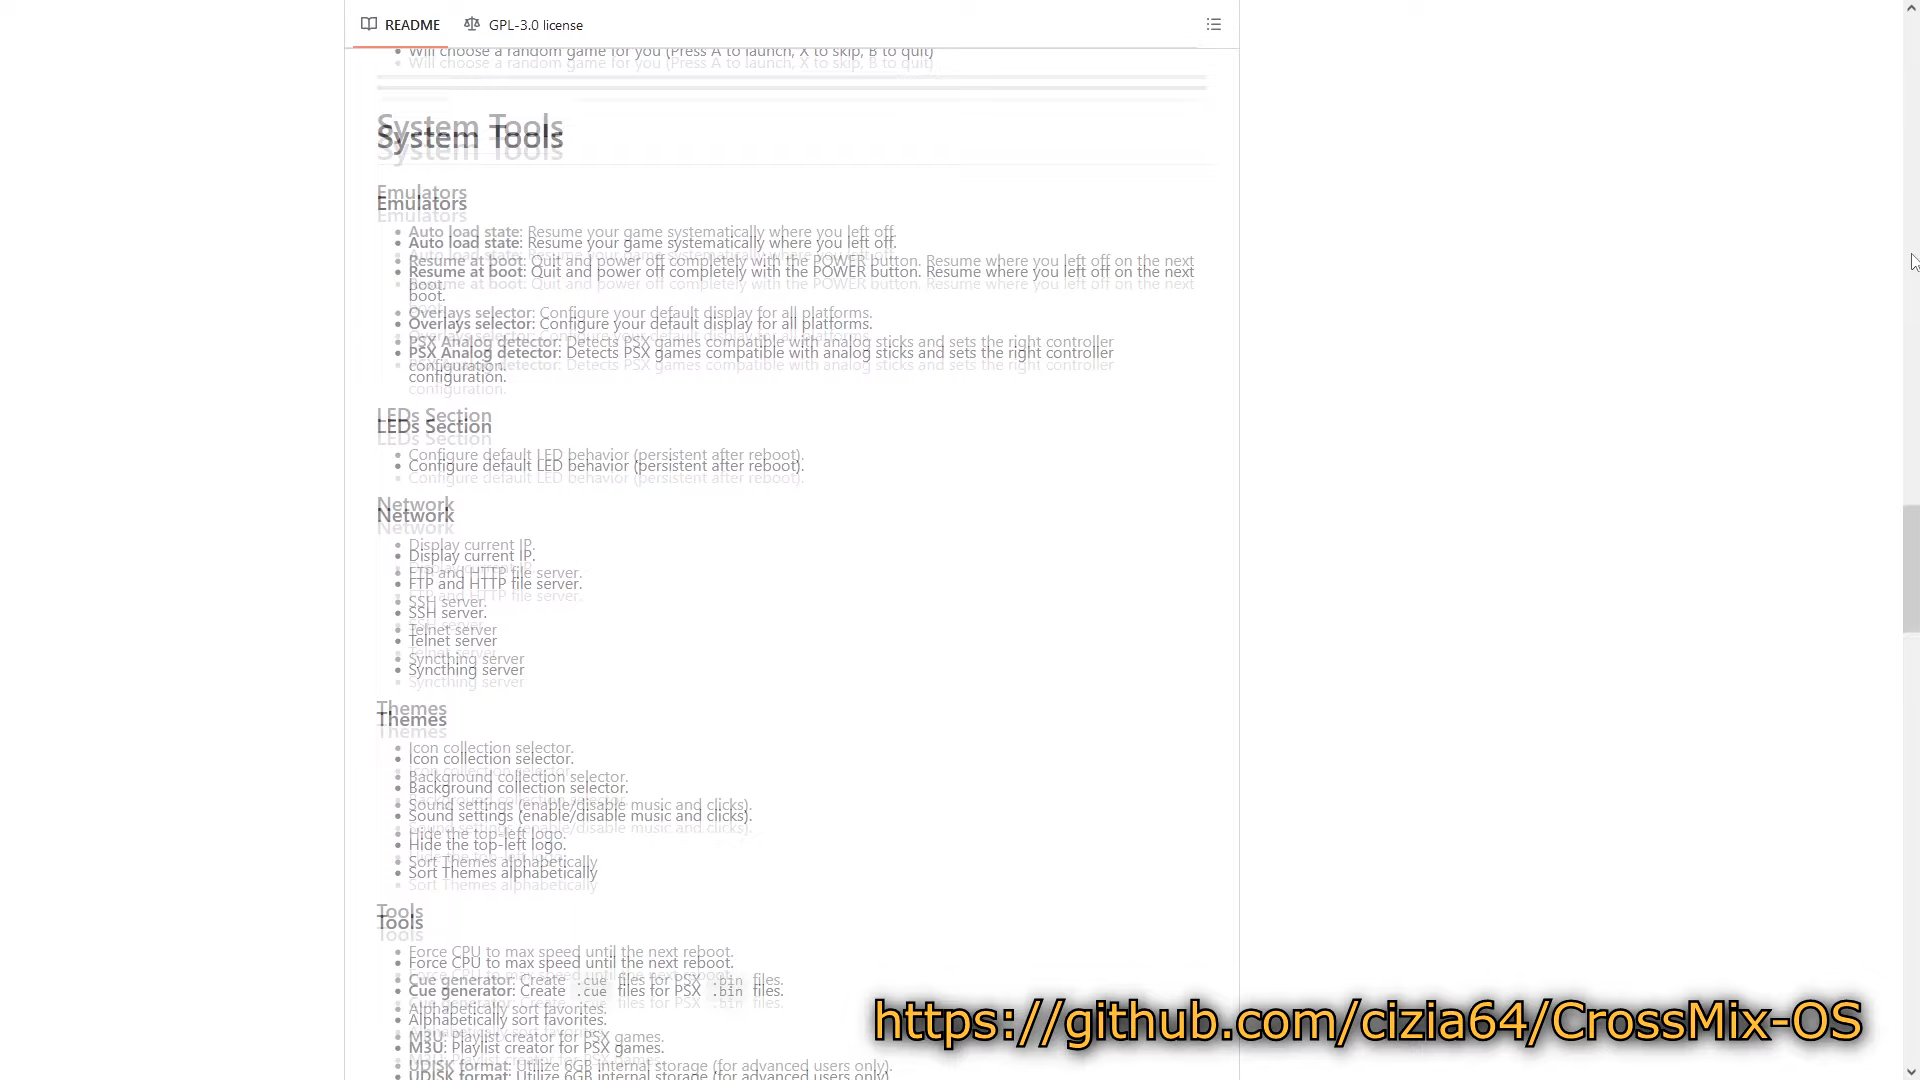 README
GPL-3.0 license
Will choose a random game for you (Press A to launch, X to skip, B to quit)
System Tools
Emulators
Auto load state: Resume your game systematically where you left off.
Resume at boot: Quit and power off completely with the POWER button. Resume where you left off on the next
boot.
Overlays selector: Configure your default display for all platforms.
PSX Analog detector: Detects PSX games compatible with analog sticks and sets the right controller
configuration.
LEDs Section
Configure default LED behavior (persistent after reboot).
Network
Display current IP.
FTP and HTTP file server.
SSH server.
Telnet server
Syncthing server
Themes
Icon collection selector.
Background collection selector.
Sound settings (enable/disable music and clicks).
Hide the top-left logo.
Sort Themes alphabetically
Tools
Force CPU to max speed until the next reboot.
Cue generator: Create .cue files for PSX .bin files.
Alphabetically sort favorites.
M3U: Playlist creator for PSX games.
UDISK format: Utilize 6GB internal storage (for advanced users only).
https://github.com/cizia64/CrossMix-OS